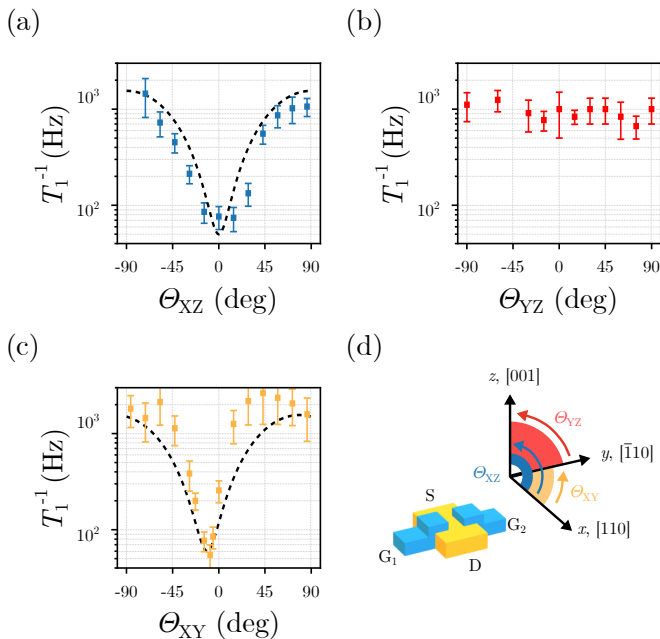 (a)
T₁⁻¹ (Hz)
10³
10²
-90 -45 0 45 90
Θ_XZ (deg)
(b)
T₁⁻¹ (Hz)
10³
10²
-90 -45 0 45 90
Θ_YZ (deg)
(c)
T₁⁻¹ (Hz)
10³
10²
-90 -45 0 45 90
Θ_XY (deg)
(d)
z, [001]
Θ_YZ
y, [1̅10]
Θ_XZ
Θ_XY
x, [110]
S
G₂
G₁
D